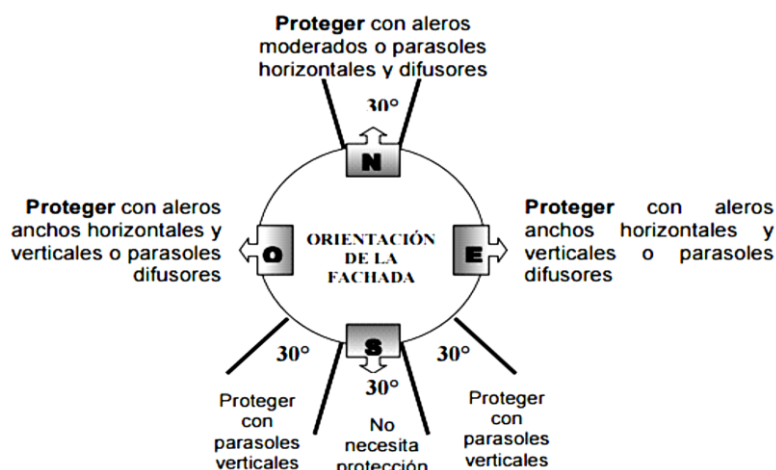 Proteger con aleros
moderados o parasoles
horizontales y difusores
30°
N
Proteger con aleros
anchos horizontales y
verticales o parasoles
difusores
O
ORIENTACIÓN
DE LA
FACHADA
E
Proteger con aleros
anchos horizontales y
verticales o parasoles
difusores
S
30°
30°
30°
Proteger
con
parasoles
verticales
No
necesita
protección
Proteger
con
parasoles
verticales